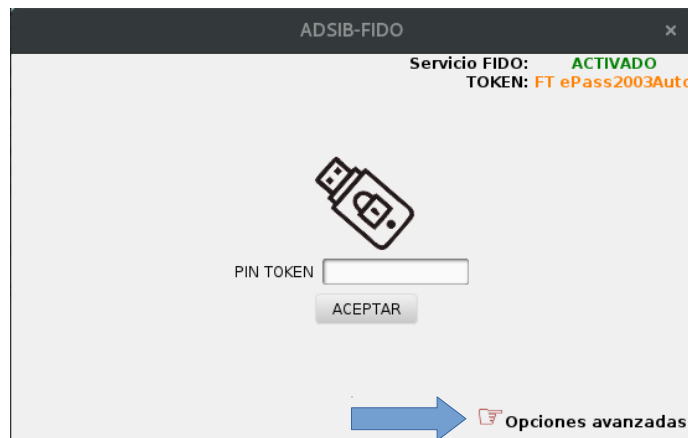 ADSIB-FIDO
Servicio FIDO: ACTIVADO
TOKEN: FT ePass2003Auto
PIN TOKEN
ACEPTAR
Opciones avanzadas